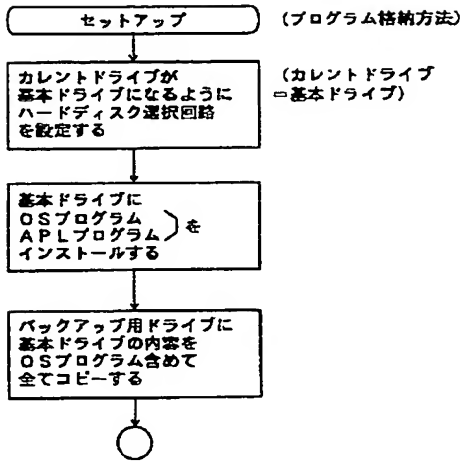 セットアップ
(プログラム格納方法)
カレントドライブが
基本ドライブになるように
ハードディスク選択回路
を設定する
(カレントドライブ
=基本ドライブ)
基本ドライブに
OSプログラム
APLプログラム } を
インストールする
バックアップ用ドライブに
基本ドライブの内容を
OSプログラム含めて
全てコピーする